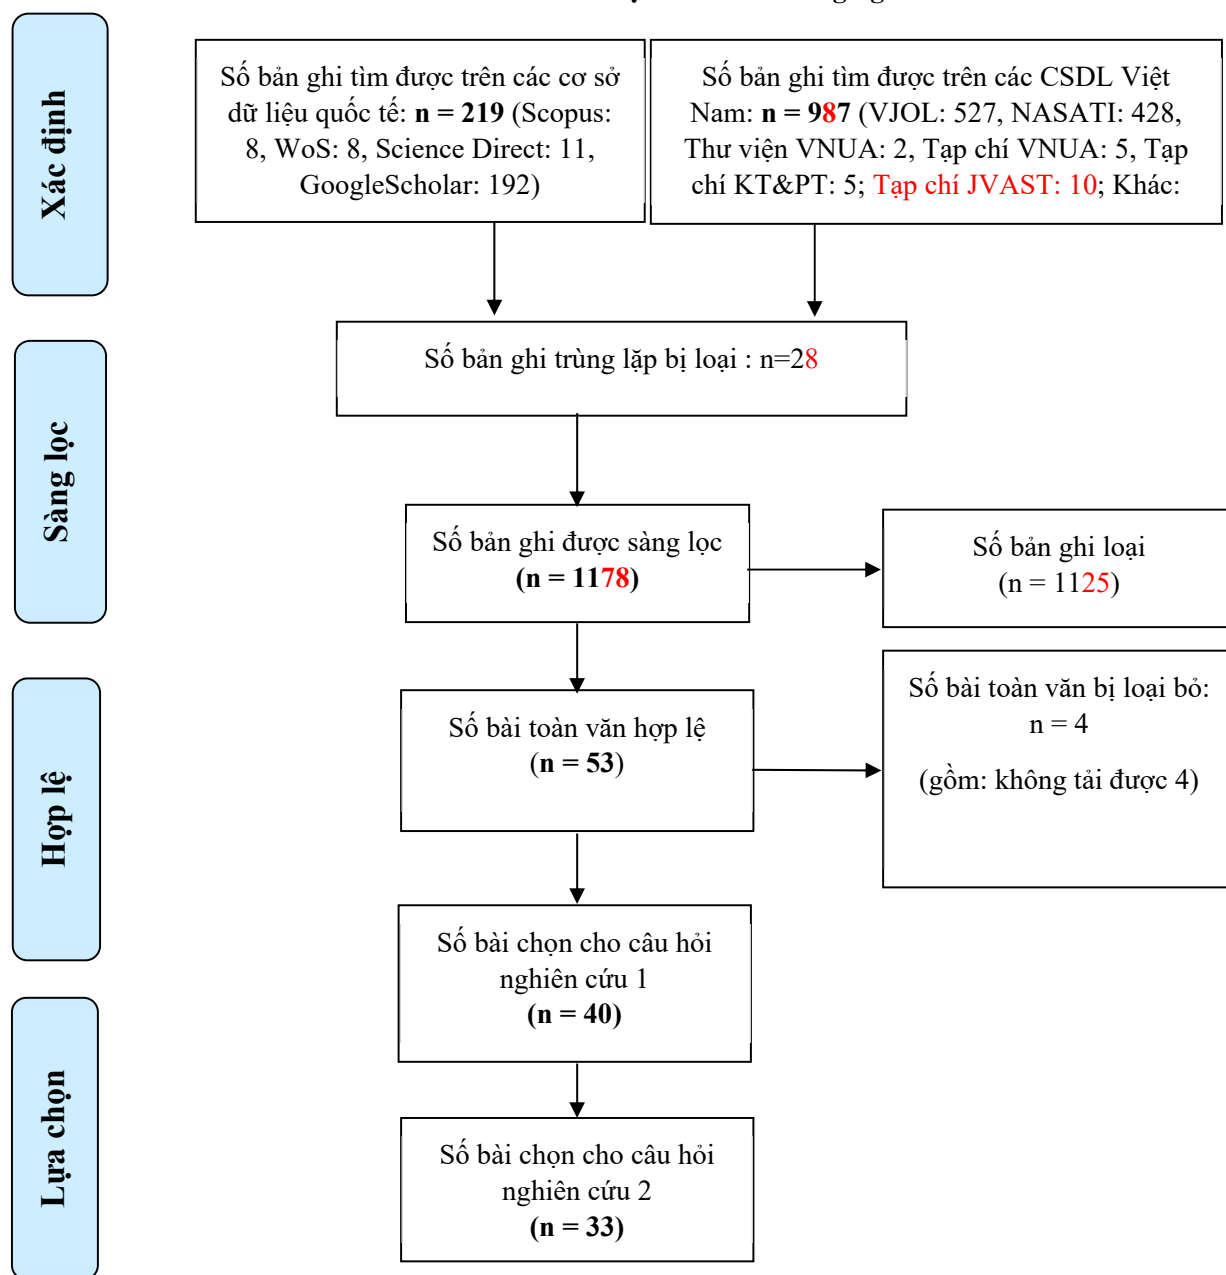 Xác định
Số bản ghi tìm được trên các cơ sở
dữ liệu quốc tế: n = 219 (Scopus:
8, WoS: 8, Science Direct: 11,
GoogleScholar: 192)
Số bản ghi tìm được trên các CSDL Việt
Nam: n = 987 (VJOL: 527, NASATI: 428,
Thư viện VNUA: 2, Tạp chí VNUA: 5, Tạp
chí KT&PT: 5; Tạp chí JVAST: 10; Khác:
Số bản ghi trùng lặp bị loại : n=28
Sàng lọc
Số bản ghi được sàng lọc
(n = 1178)
Số bản ghi loại
(n = 1125)
Hợp lệ
Số bài toàn văn hợp lệ
(n = 53)
Số bài toàn văn bị loại bỏ:
n = 4
(gồm: không tải được 4)
Số bài chọn cho câu hỏi
nghiên cứu 1
(n = 40)
Lựa chọn
Số bài chọn cho câu hỏi
nghiên cứu 2
(n = 33)